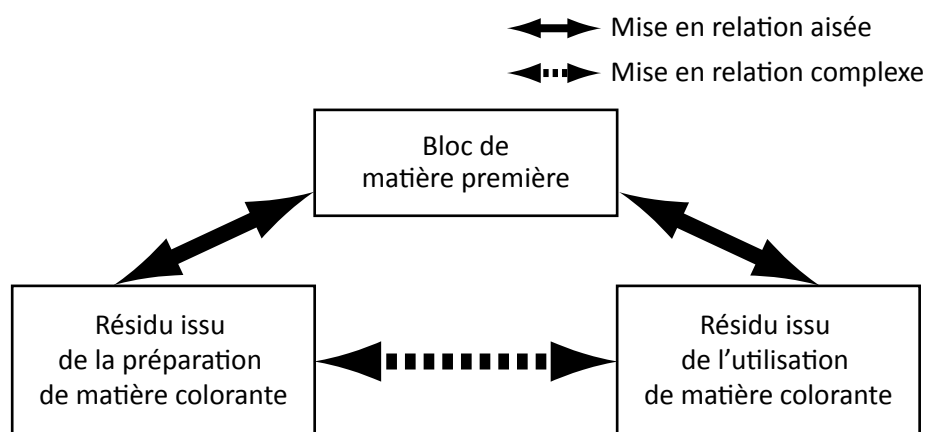 Mise en relation aisée
Mise en relation complexe
Bloc de
matière première
Résidu issu
de la préparation
de matière colorante
Résidu issu
de l'utilisation
de matière colorante